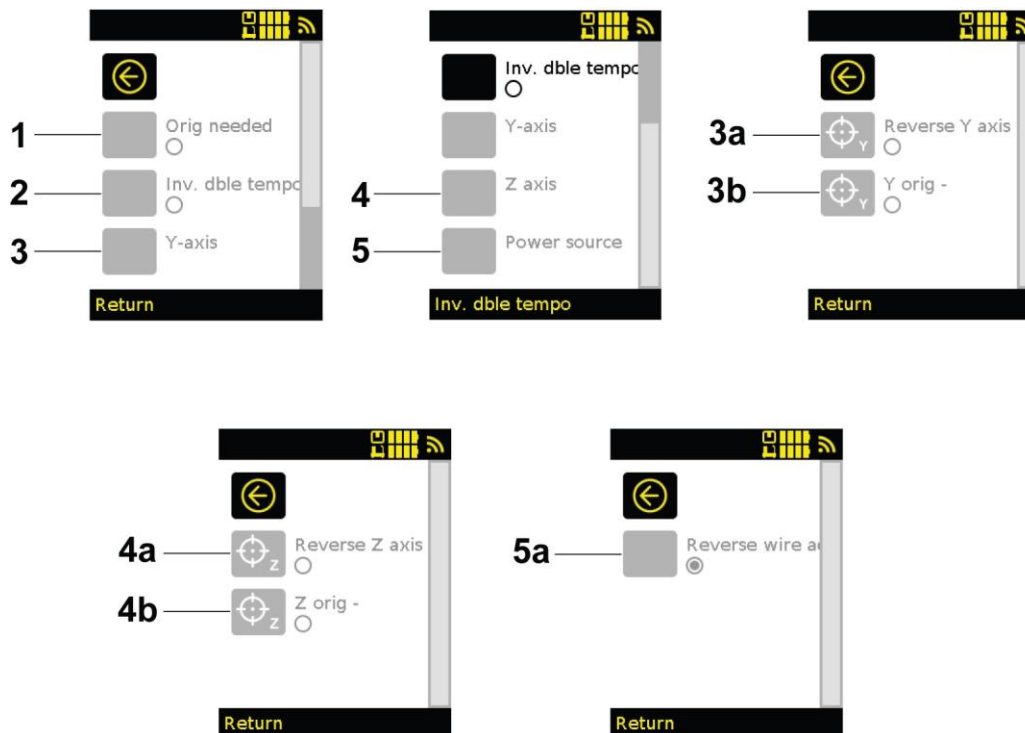 Inv. dble tempo
1
Orig needed
2
Inv. dble tempo
3
Y-axis
Return
Y-axis
4
Z axis
5
Power source
Inv. dble tempo
3a
Reverse Y axis
Y
3b
Y orig -
Y
Return
4a
Reverse Z axis
Z
4b
Z orig -
Z
Return
5a
Reverse wire a
Return